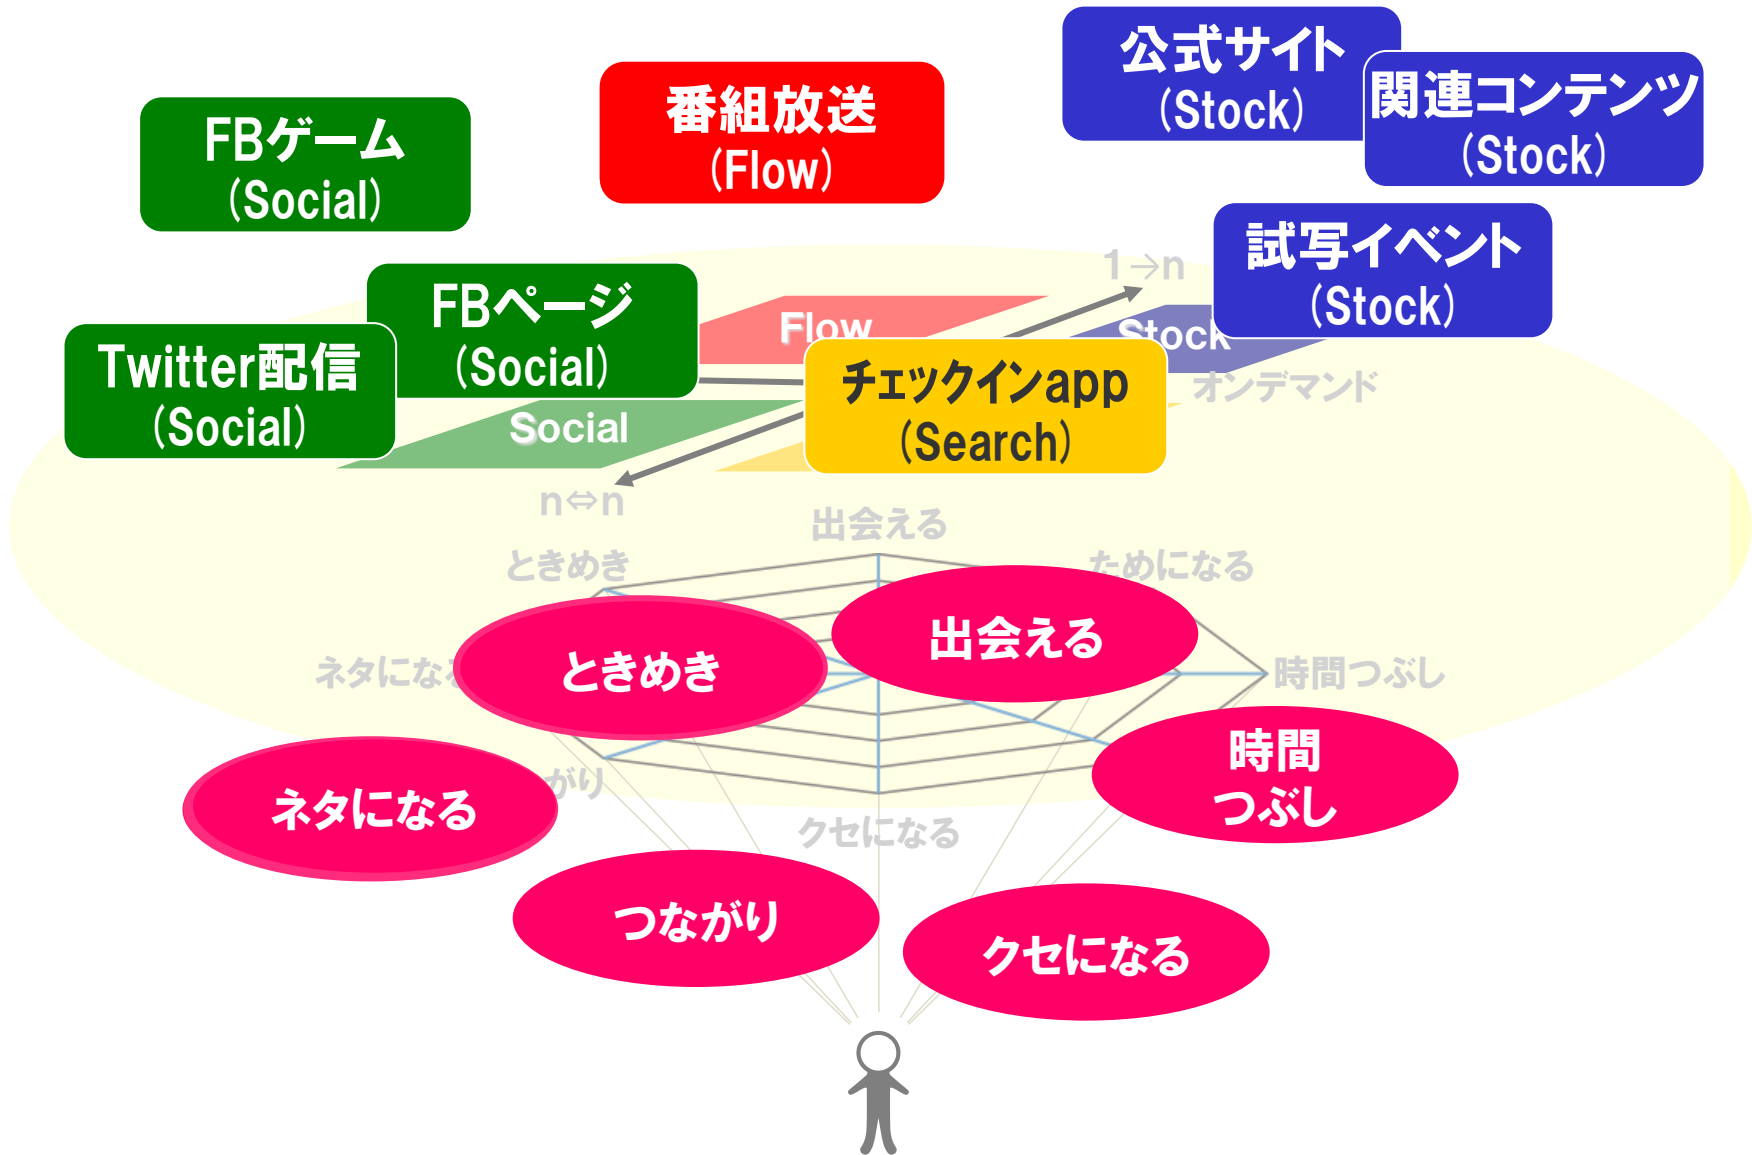 公式サイト
(Stock)
関連コンテンツ
(Stock)
番組放送
(Flow)
FBゲーム
(Social)
試写イベント
(Stock)
1→n
FBページ
(Social)
Flow
Stock
Twitter配信
(Social)
チェックインapp
(Search)
オンデマンド
Social
n⇔n
出会える
ときめき
ためになる
出会える
ときめき
ネタになる
時間つぶし
時間
つぶし
ネタになる
がり
クセになる
つながり
クセになる